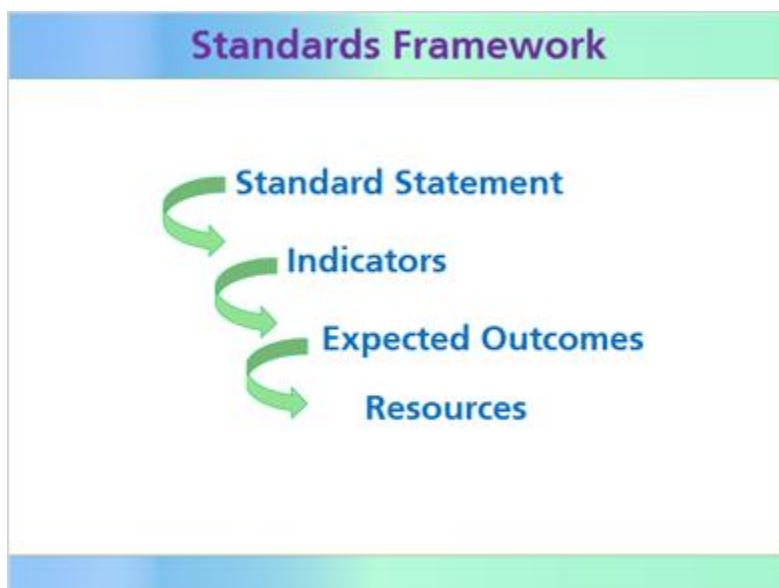 Standards Framework
Standard Statement
Indicators
Expected Outcomes
Resources